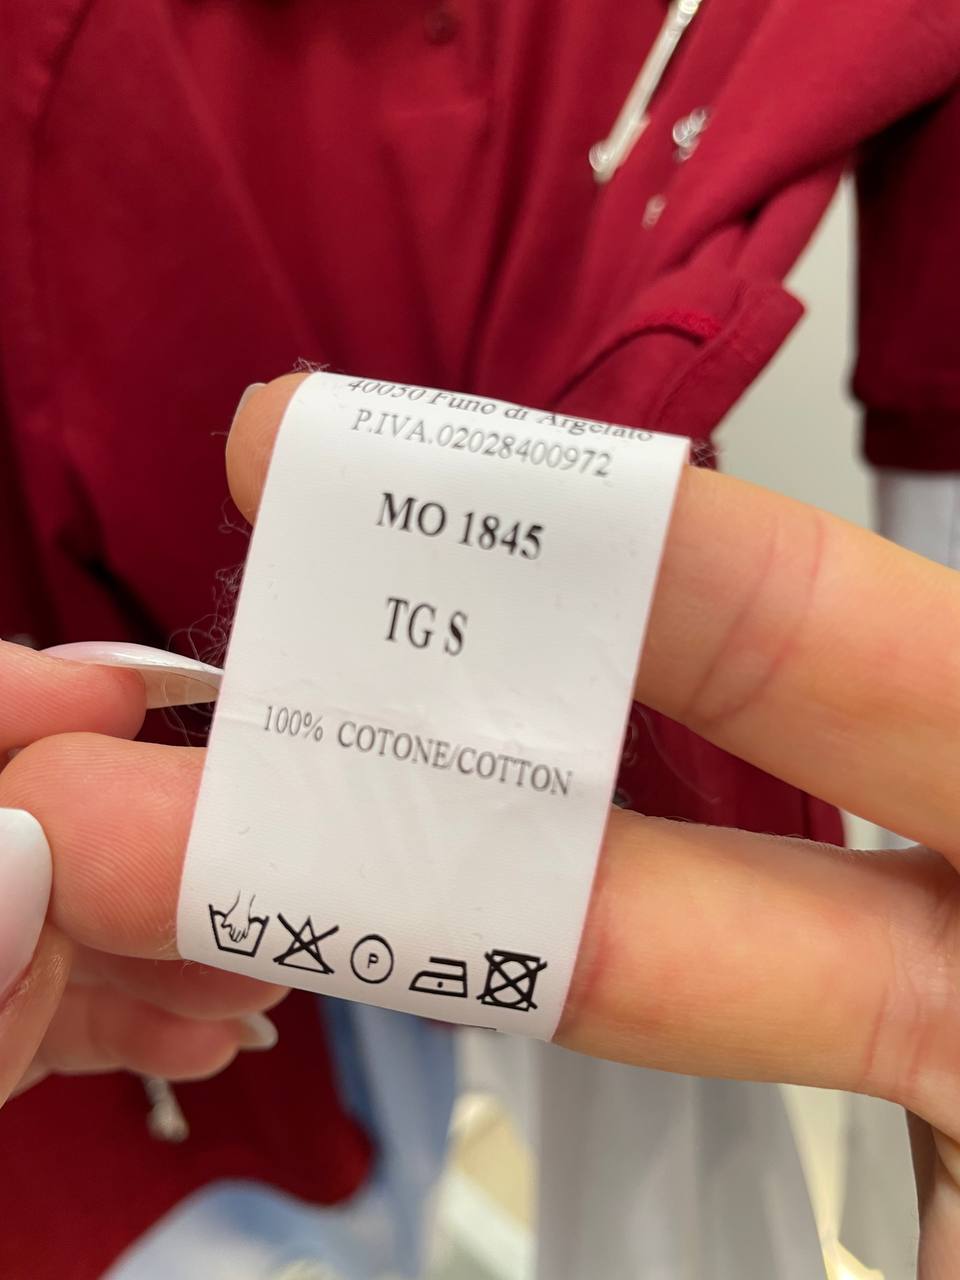 40050 Funo di Argelato
P.IVA.02028400972
MO 1845
TG S
100% COTONE/COTTON
P